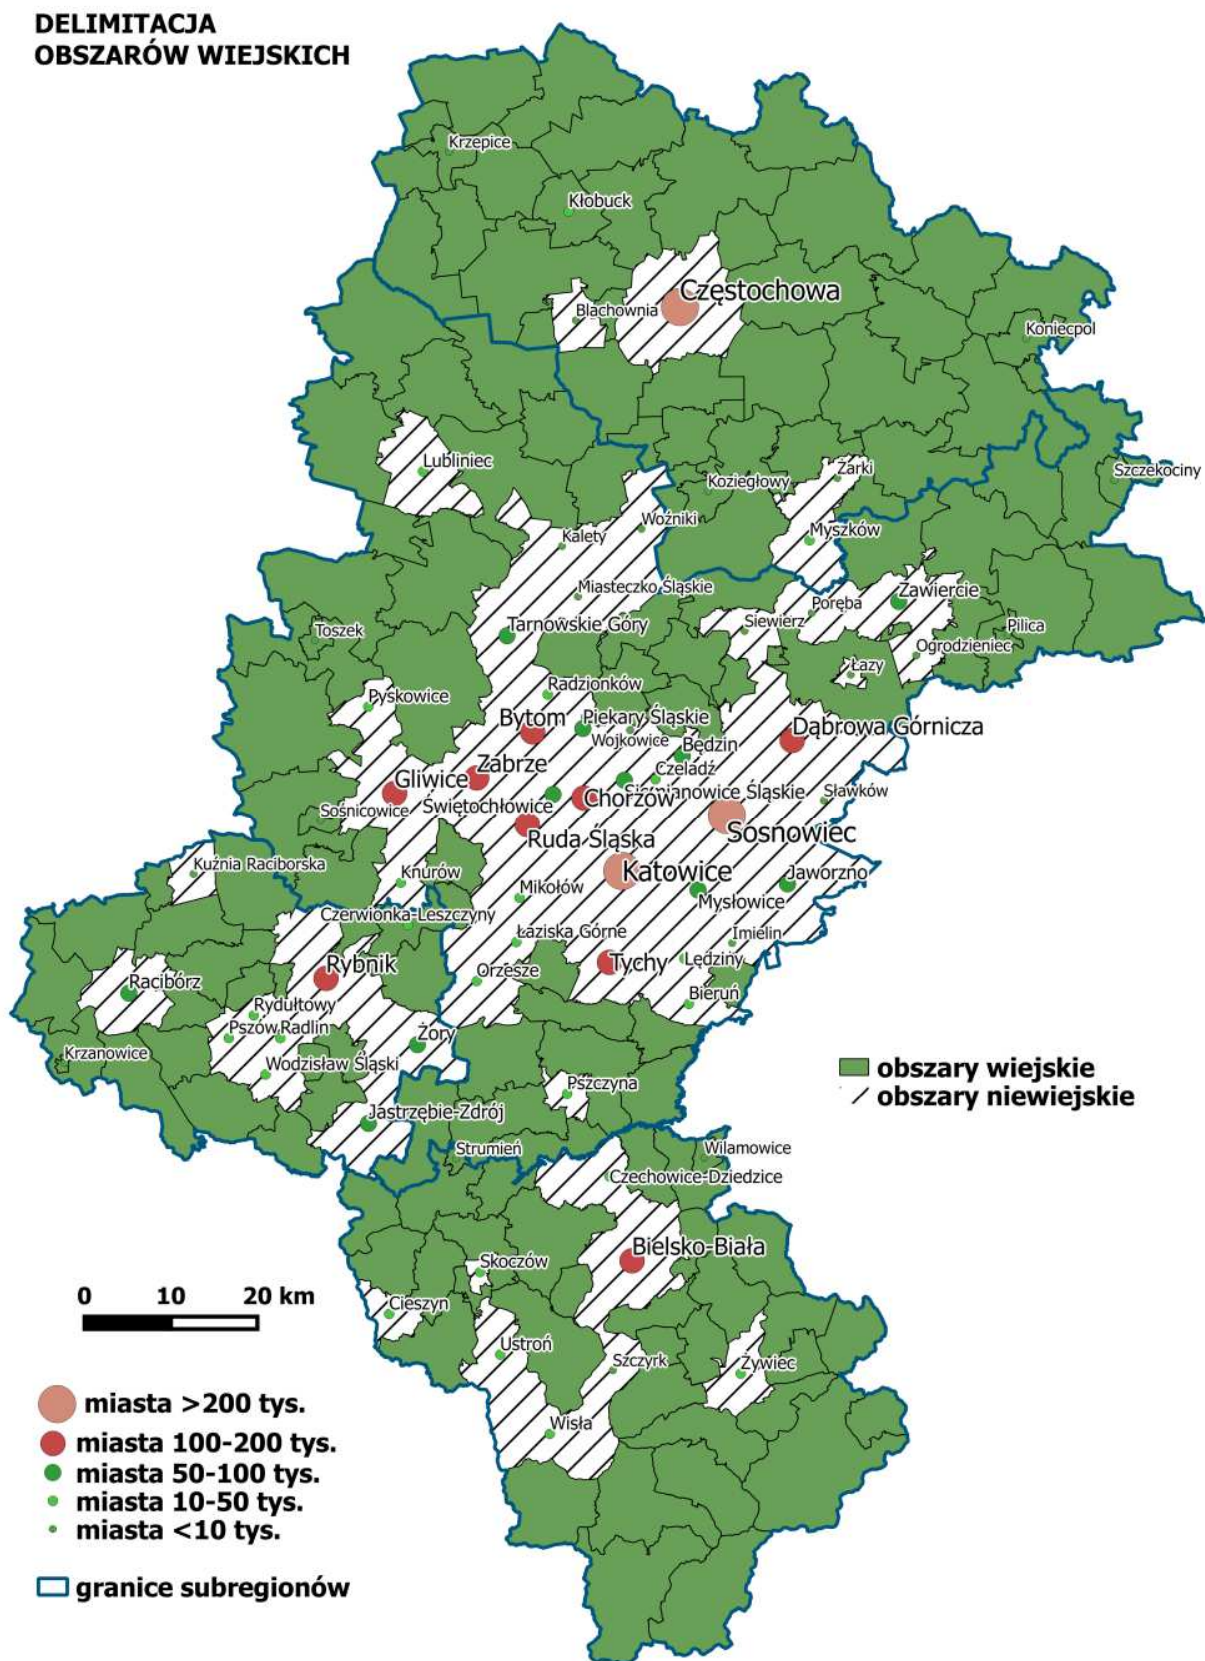 DELIMITACJA
OBSZARÓW WIEJSKICH
Krzepice
Kłobuck
Częstochowa
Blachownia
Koniecpol
Lubliniec
Koziegłowy
Żarki
Szczekociny
Woźniki
Kalety
Myszków
Miasteczko Śląskie
Zawiercie
Poręba
Toszek
Tarnowskie Góry
Siewierz
Pilica
Ogrodzieniec
Łazy
Pyskowice
Radzionków
Bytom
Piekary Śląskie
Dąbrowa Górnicza
Wojkowice
Będzin
Zabrze
Czeladź
Gliwice
Siemianowice Śląskie
Sławków
Sośnicowice
Świętochłowice
Chorzów
Ruda Śląska
Sosnowiec
Kuźnia Raciborska
Knurów
Katowice
Jaworzno
Mikołów
Mysłowice
Czerwionka-Leszczyny
Łaziska Górne
Imielin
Rybnik
Tychy
Lędziny
Racibórz
Orzesze
Rydułtowy
Bieruń
Pszów
Radlin
Żory
Krzanowice
Wodzisław Śląski
Pszczyna
obszary wiejskie
obszary niewiejskie
Jastrzębie-Zdrój
Strumień
Wilamowice
Czechowice-Dziedzice
Bielsko-Biała
Skoczów
0 10 20 km
Cieszyn
Ustroń
Szczyrk
Żywiec
Wisła
miasta >200 tys.
miasta 100-200 tys.
miasta 50-100 tys.
miasta 10-50 tys.
miasta <10 tys.
granice subregionów